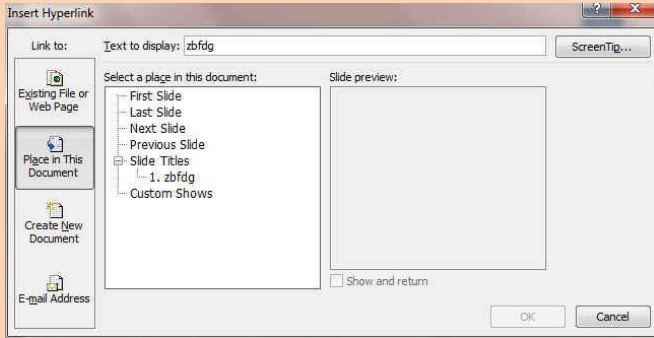 Insert Hyperlink
Link to:
Text to display: zbfdg
ScreenTip...
Existing File or
Web Page
Place in This
Document
Create New
Document
E-mail Address
Select a place in this document:
First Slide
Last Slide
Next Slide
Previous Slide
Slide Titles
1. zbfdg
Custom Shows
Slide preview:
Show and return
OK
Cancel